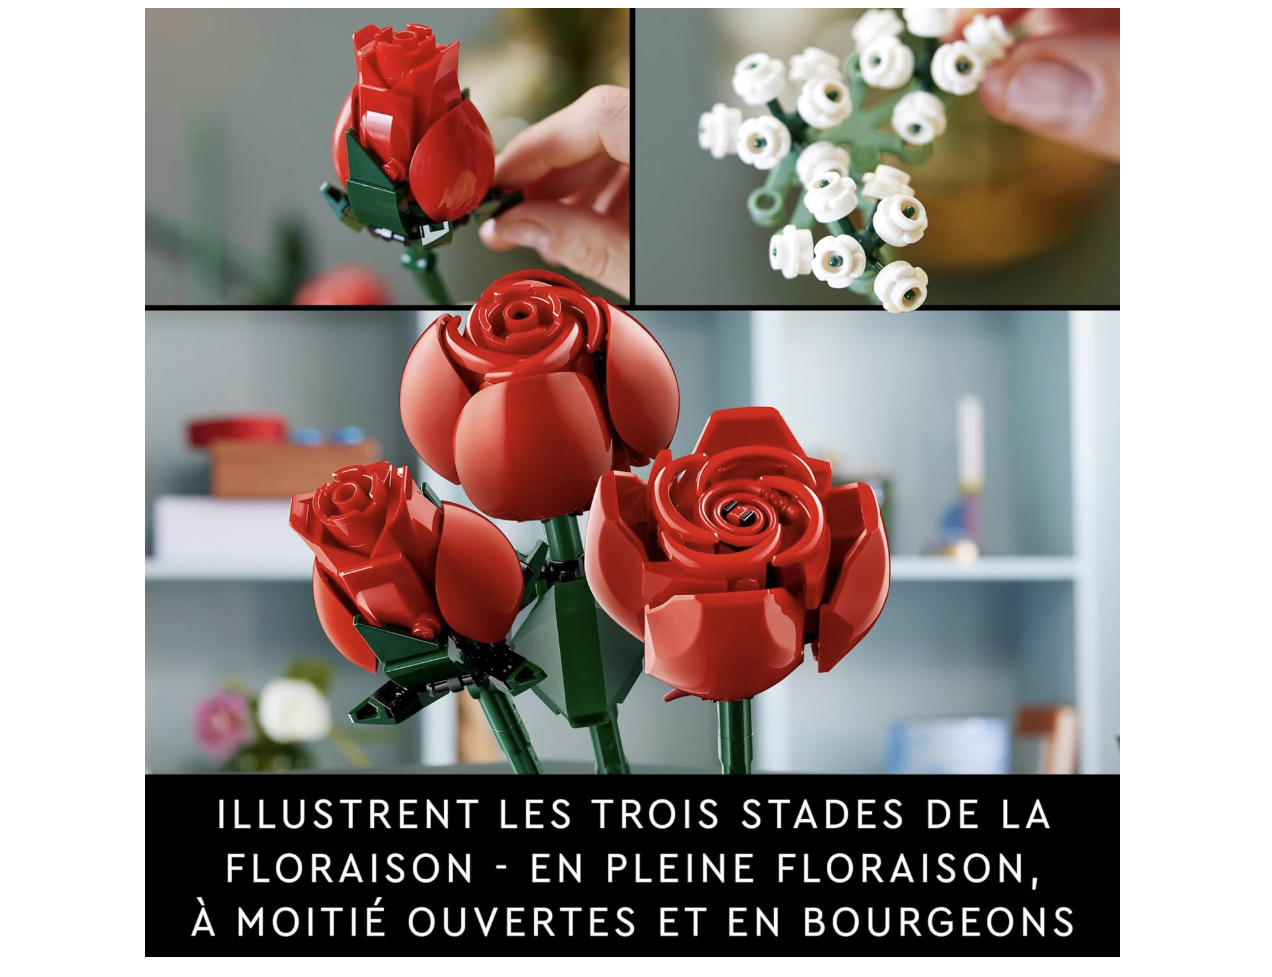 ILLUSTRENT LES TROIS STADES DE LA
FLORAISON - EN PLEINE FLORAISON,
À MOITIÉ OUVERTES ET EN BOURGEONS